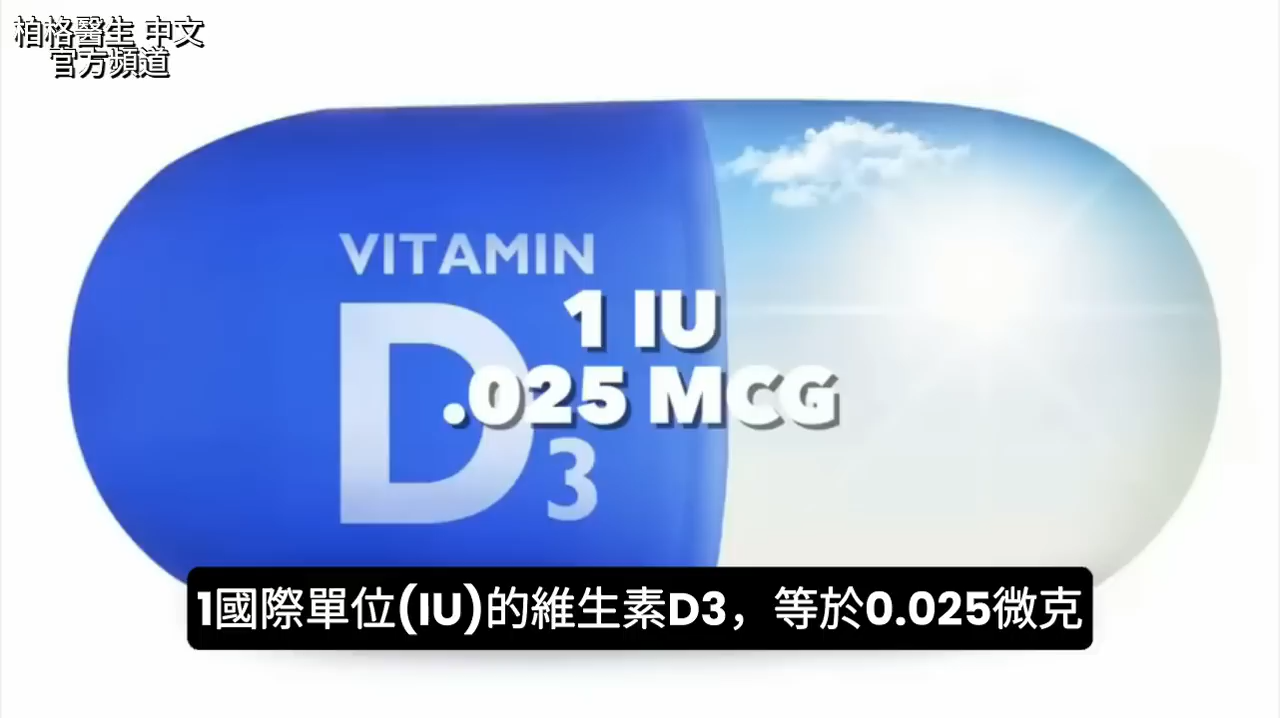 柏格醫生 中文
官方頻道
VITAMIN
D3
1 IU
.025 MCG
1國際單位(IU)的維生素D3，等於0.025微克